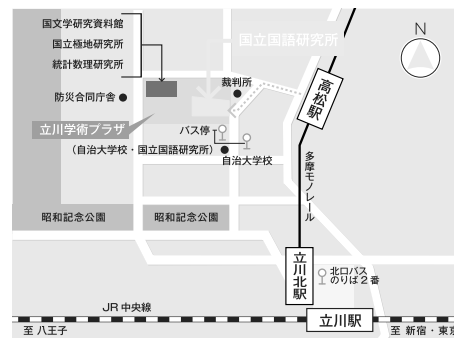 国文学研究資料館
国立極地研究所
統計数理研究所
国立国語研究所
N
裁判所
高松駅
防災合同庁舎
立川学術プラザ
バス停
(自治大学校・国立国語研究所)
自治大学校
多摩モノレール
昭和記念公園
昭和記念公園
立川北駅
北口バス
のりば2番
JR中央線
立川駅
至 八王子
至 新宿・東京